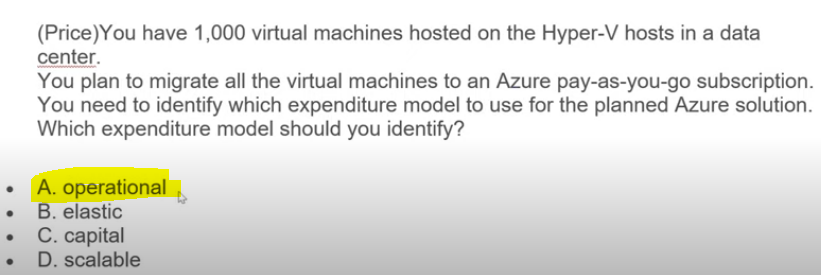 (Price)You have 1,000 virtual machines hosted on the Hyper-V hosts in a data
center.
You plan to migrate all the virtual machines to an Azure pay-as-you-go subscription.
You need to identify which expenditure model to use for the planned Azure solution.
Which expenditure model should you identify?
• A. operational
• B. elastic
• C. capital
• D. scalable